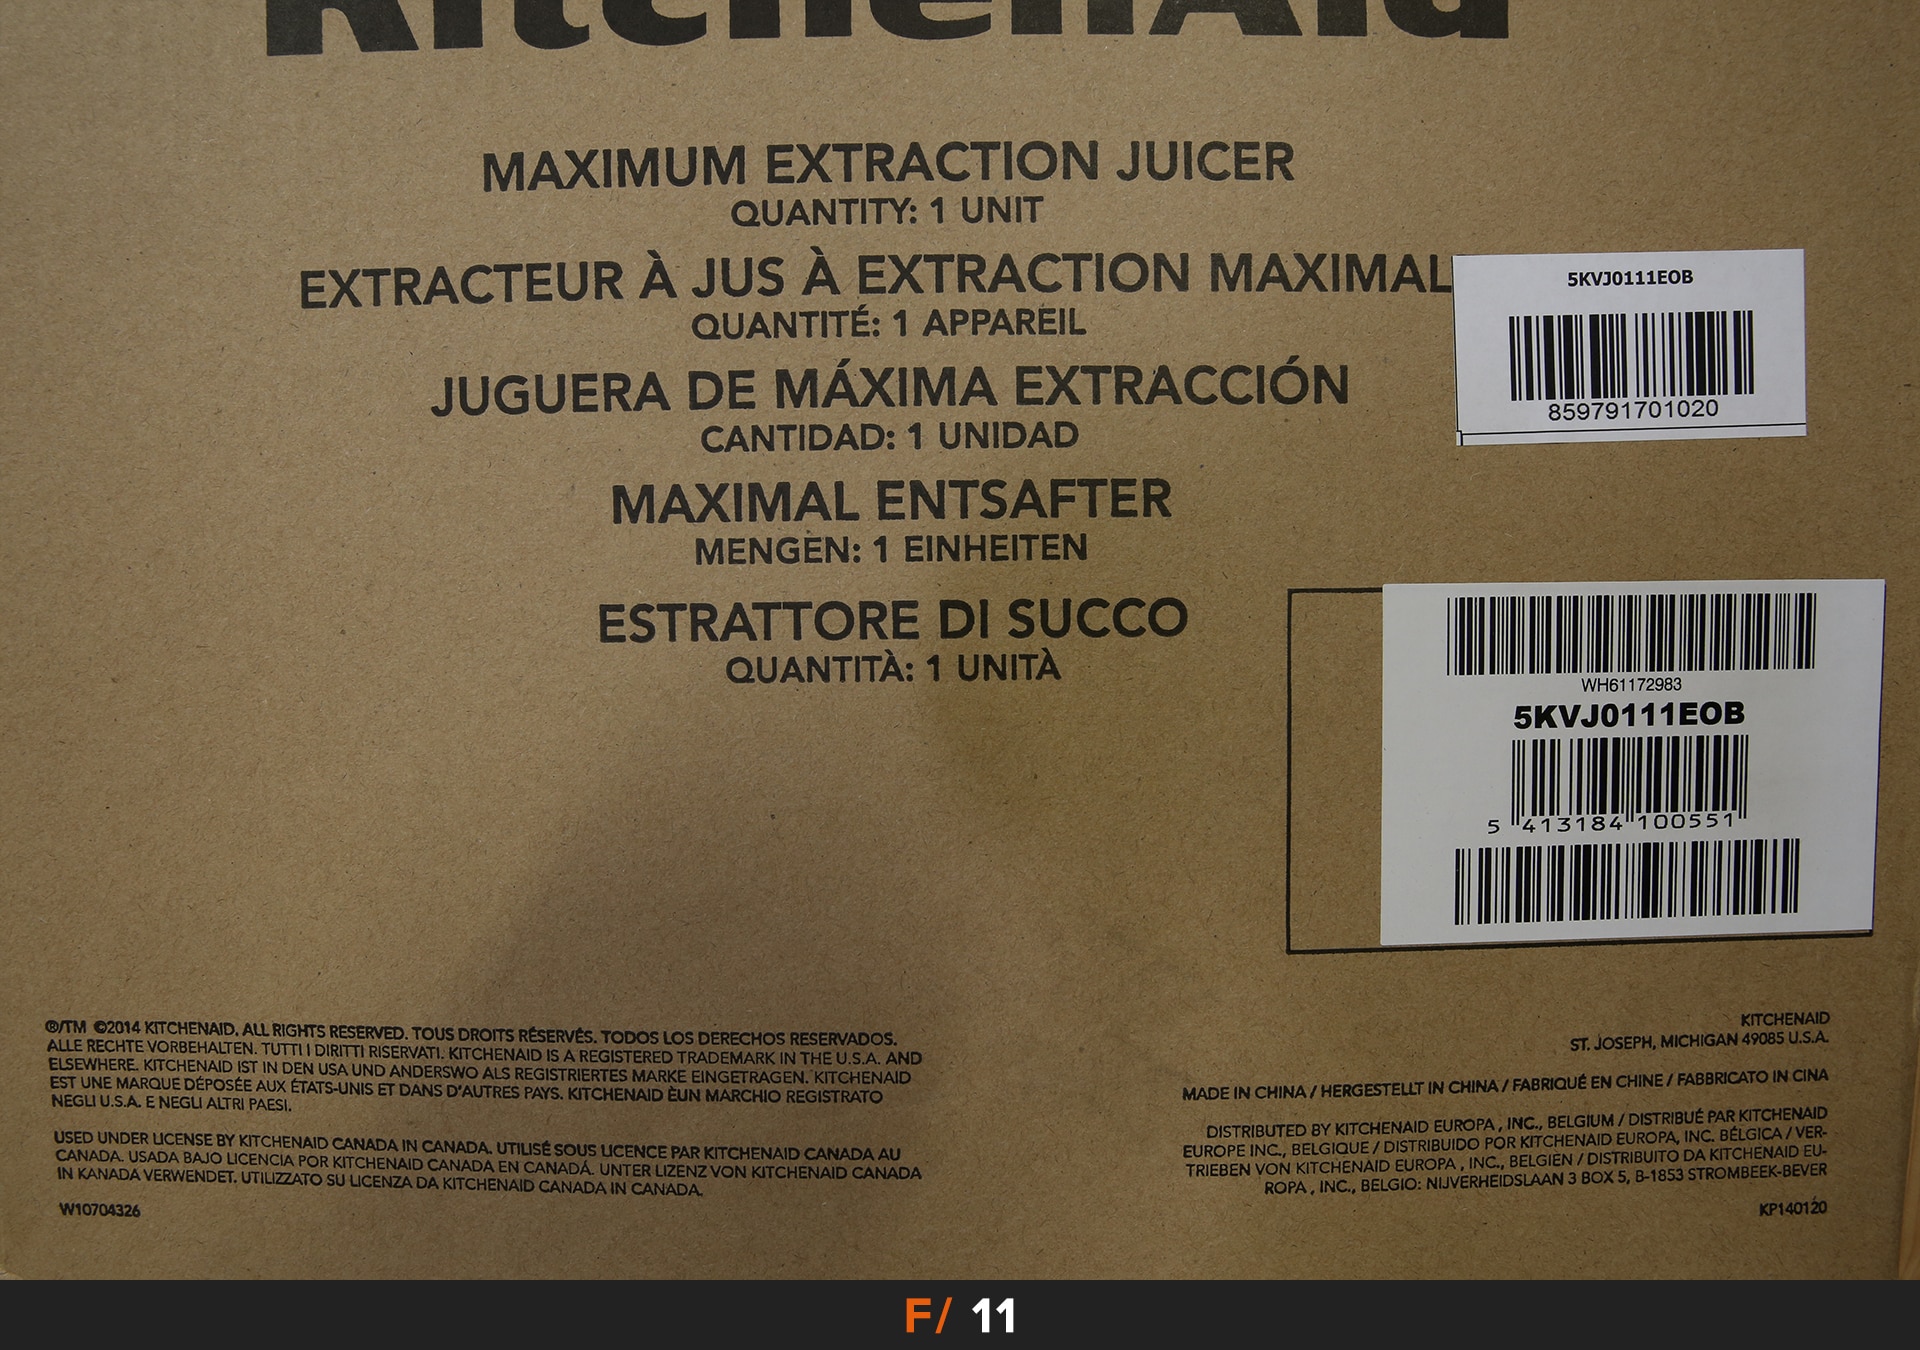 KitchenAid
MAXIMUM EXTRACTION JUICER
QUANTITY: 1 UNIT
EXTRACTEUR À JUS À EXTRACTION MAXIMAL
QUANTITÉ: 1 APPAREIL
JUGUERA DE MÁXIMA EXTRACCIÓN
CANTIDAD: 1 UNIDAD
MAXIMAL ENTSAFTER
MENGEN: 1 EINHEITEN
ESTRATTORE DI SUCCO
QUANTITÀ: 1 UNITÀ
5KVJ0111EOB
859791701020
WH61172983
5KVJ0111EOB
5 413184 100551
®/TM ©2014 KITCHENAID. ALL RIGHTS RESERVED. TOUS DROITS RÉSERVÉS. TODOS LOS DERECHOS RESERVADOS.
ALLE RECHTE VORBEHALTEN. TUTTI I DIRITTI RISERVATI. KITCHENAID IS A REGISTERED TRADEMARK IN THE U.S.A. AND
ELSEWHERE. KITCHENAID IST IN DEN USA UND ANDERSWO ALS REGISTRIERTES MARKE EINGETRAGEN. KITCHENAID
EST UNE MARQUE DÉPOSÉE AUX ÉTATS-UNIS ET DANS D'AUTRES PAYS. KITCHENAID ÈUN MARCHIO REGISTRATO
NEGLI U.S.A. E NEGLI ALTRI PAESI.
USED UNDER LICENSE BY KITCHENAID CANADA IN CANADA. UTILISÉ SOUS LICENCE PAR KITCHENAID CANADA AU
CANADA. USADA BAJO LICENCIA POR KITCHENAID CANADA EN CANADÁ. UNTER LIZENZ VON KITCHENAID CANADA
IN KANADA VERWENDET. UTILIZZATO SU LICENZA DA KITCHENAID CANADA IN CANADA.
W10704326
KITCHENAID
ST. JOSEPH, MICHIGAN 49085 U.S.A.
MADE IN CHINA / HERGESTELLT IN CHINA / FABRIQUÉ EN CHINE / FABBRICATO IN CINA
DISTRIBUTED BY KITCHENAID EUROPA , INC., BELGIUM / DISTRIBUÉ PAR KITCHENAID
EUROPE INC., BELGIQUE / DISTRIBUIDO POR KITCHENAID EUROPA, INC. BÉLGICA / VER-
TRIEBEN VON KITCHENAID EUROPA , INC., BELGIEN / DISTRIBUITO DA KITCHENAID EU-
ROPA , INC., BELGIO: NIJVERHEIDSLAAN 3 BOX 5, B-1853 STROMBEEK-BEVER
KP140120
F/ 11